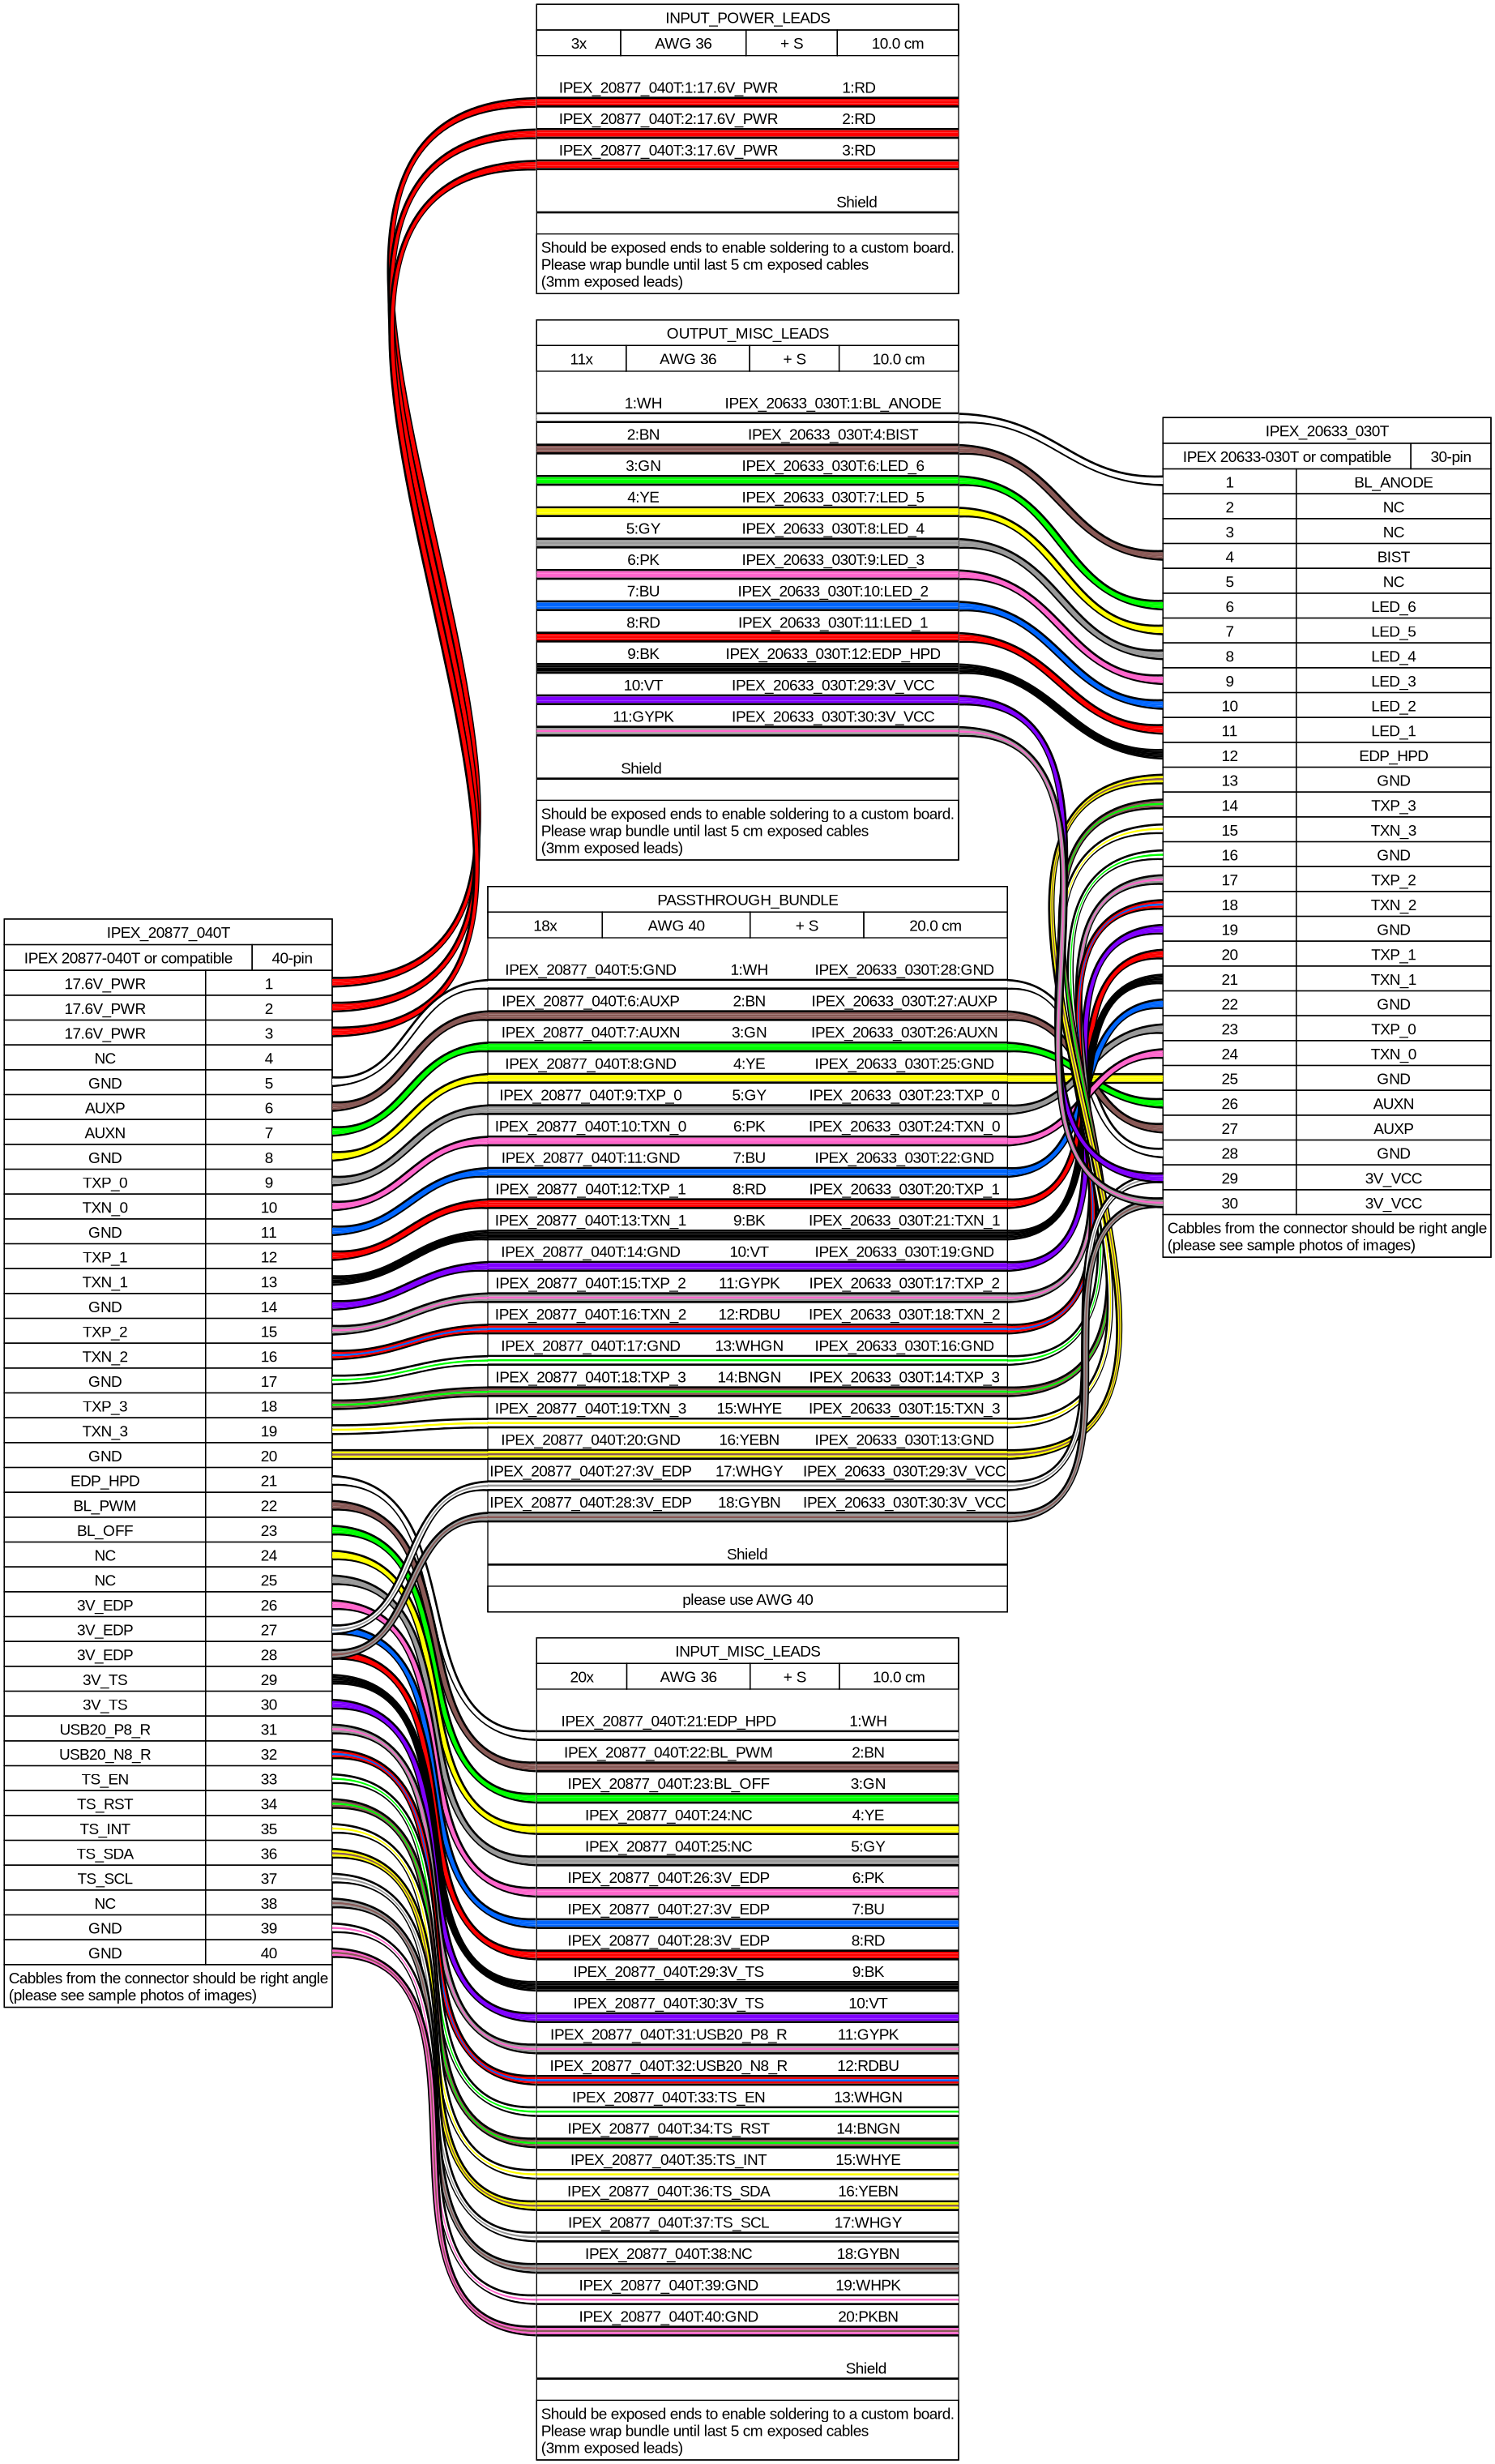 INPUT_POWER_LEADS
3x AWG 36 + S 10.0 cm
IPEX_20877_040T:1:17.6V_PWR 1:RD
IPEX_20877_040T:2:17.6V_PWR 2:RD
IPEX_20877_040T:3:17.6V_PWR 3:RD
Shield
Should be exposed ends to enable soldering to a custom board.
Please wrap bundle until last 5 cm exposed cables
(3mm exposed leads)
OUTPUT_MISC_LEADS
11x AWG 36 + S 10.0 cm
1:WH IPEX_20633_030T:1:BL_ANODE
2:BN IPEX_20633_030T:4:BIST
3:GN IPEX_20633_030T:6:LED_6
4:YE IPEX_20633_030T:7:LED_5
5:GY IPEX_20633_030T:8:LED_4
6:PK IPEX_20633_030T:9:LED_3
7:BU IPEX_20633_030T:10:LED_2
8:RD IPEX_20633_030T:11:LED_1
9:BK IPEX_20633_030T:12:EDP_HPD
10:VT IPEX_20633_030T:29:3V_VCC
11:GYPK IPEX_20633_030T:30:3V_VCC
Shield
Should be exposed ends to enable soldering to a custom board.
Please wrap bundle until last 5 cm exposed cables
(3mm exposed leads)
IPEX_20633_030T
IPEX 20633-030T or compatible 30-pin
1 BL_ANODE
2 NC
3 NC
4 BIST
5 NC
6 LED_6
7 LED_5
8 LED_4
9 LED_3
10 LED_2
11 LED_1
12 EDP_HPD
13 GND
14 TXP_3
15 TXN_3
16 GND
17 TXP_2
18 TXN_2
19 GND
20 TXP_1
21 TXN_1
22 GND
23 TXP_0
24 TXN_0
25 GND
26 AUXN
27 AUXP
28 GND
29 3V_VCC
30 3V_VCC
Cabbles from the connector should be right angle
(please see sample photos of images)
IPEX_20877_040T
IPEX 20877-040T or compatible 40-pin
17.6V_PWR 1
17.6V_PWR 2
17.6V_PWR 3
NC 4
GND 5
AUXP 6
AUXN 7
GND 8
TXP_0 9
TXN_0 10
GND 11
TXP_1 12
TXN_1 13
GND 14
TXP_2 15
TXN_2 16
GND 17
TXP_3 18
TXN_3 19
GND 20
EDP_HPD 21
BL_PWM 22
BL_OFF 23
NC 24
NC 25
3V_EDP 26
3V_EDP 27
3V_EDP 28
3V_TS 29
3V_TS 30
USB20_P8_R 31
USB20_N8_R 32
TS_EN 33
TS_RST 34
TS_INT 35
TS_SDA 36
TS_SCL 37
NC 38
GND 39
GND 40
Cabbles from the connector should be right angle
(please see sample photos of images)
PASSTHROUGH_BUNDLE
18x AWG 40 + S 20.0 cm
IPEX_20877_040T:5:GND 1:WH IPEX_20633_030T:28:GND
IPEX_20877_040T:6:AUXP 2:BN IPEX_20633_030T:27:AUXP
IPEX_20877_040T:7:AUXN 3:GN IPEX_20633_030T:26:AUXN
IPEX_20877_040T:8:GND 4:YE IPEX_20633_030T:25:GND
IPEX_20877_040T:9:TXP_0 5:GY IPEX_20633_030T:23:TXP_0
IPEX_20877_040T:10:TXN_0 6:PK IPEX_20633_030T:24:TXN_0
IPEX_20877_040T:11:GND 7:BU IPEX_20633_030T:22:GND
IPEX_20877_040T:12:TXP_1 8:RD IPEX_20633_030T:20:TXP_1
IPEX_20877_040T:13:TXN_1 9:BK IPEX_20633_030T:21:TXN_1
IPEX_20877_040T:14:GND 10:VT IPEX_20633_030T:19:GND
IPEX_20877_040T:15:TXP_2 11:GYPK IPEX_20633_030T:17:TXP_2
IPEX_20877_040T:16:TXN_2 12:RDBU IPEX_20633_030T:18:TXN_2
IPEX_20877_040T:17:GND 13:WHGN IPEX_20633_030T:16:GND
IPEX_20877_040T:18:TXP_3 14:BNGN IPEX_20633_030T:14:TXP_3
IPEX_20877_040T:19:TXN_3 15:WHYE IPEX_20633_030T:15:TXN_3
IPEX_20877_040T:20:GND 16:YEBN IPEX_20633_030T:13:GND
IPEX_20877_040T:27:3V_EDP 17:WHGY IPEX_20633_030T:29:3V_VCC
IPEX_20877_040T:28:3V_EDP 18:GYBN IPEX_20633_030T:30:3V_VCC
Shield
please use AWG 40
INPUT_MISC_LEADS
20x AWG 36 + S 10.0 cm
IPEX_20877_040T:21:EDP_HPD 1:WH
IPEX_20877_040T:22:BL_PWM 2:BN
IPEX_20877_040T:23:BL_OFF 3:GN
IPEX_20877_040T:24:NC 4:YE
IPEX_20877_040T:25:NC 5:GY
IPEX_20877_040T:26:3V_EDP 6:PK
IPEX_20877_040T:27:3V_EDP 7:BU
IPEX_20877_040T:28:3V_EDP 8:RD
IPEX_20877_040T:29:3V_TS 9:BK
IPEX_20877_040T:30:3V_TS 10:VT
IPEX_20877_040T:31:USB20_P8_R 11:GYPK
IPEX_20877_040T:32:USB20_N8_R 12:RDBU
IPEX_20877_040T:33:TS_EN 13:WHGN
IPEX_20877_040T:34:TS_RST 14:BNGN
IPEX_20877_040T:35:TS_INT 15:WHYE
IPEX_20877_040T:36:TS_SDA 16:YEBN
IPEX_20877_040T:37:TS_SCL 17:WHGY
IPEX_20877_040T:38:NC 18:GYBN
IPEX_20877_040T:39:GND 19:WHPK
IPEX_20877_040T:40:GND 20:PKBN
Shield
Should be exposed ends to enable soldering to a custom board.
Please wrap bundle until last 5 cm exposed cables
(3mm exposed leads)